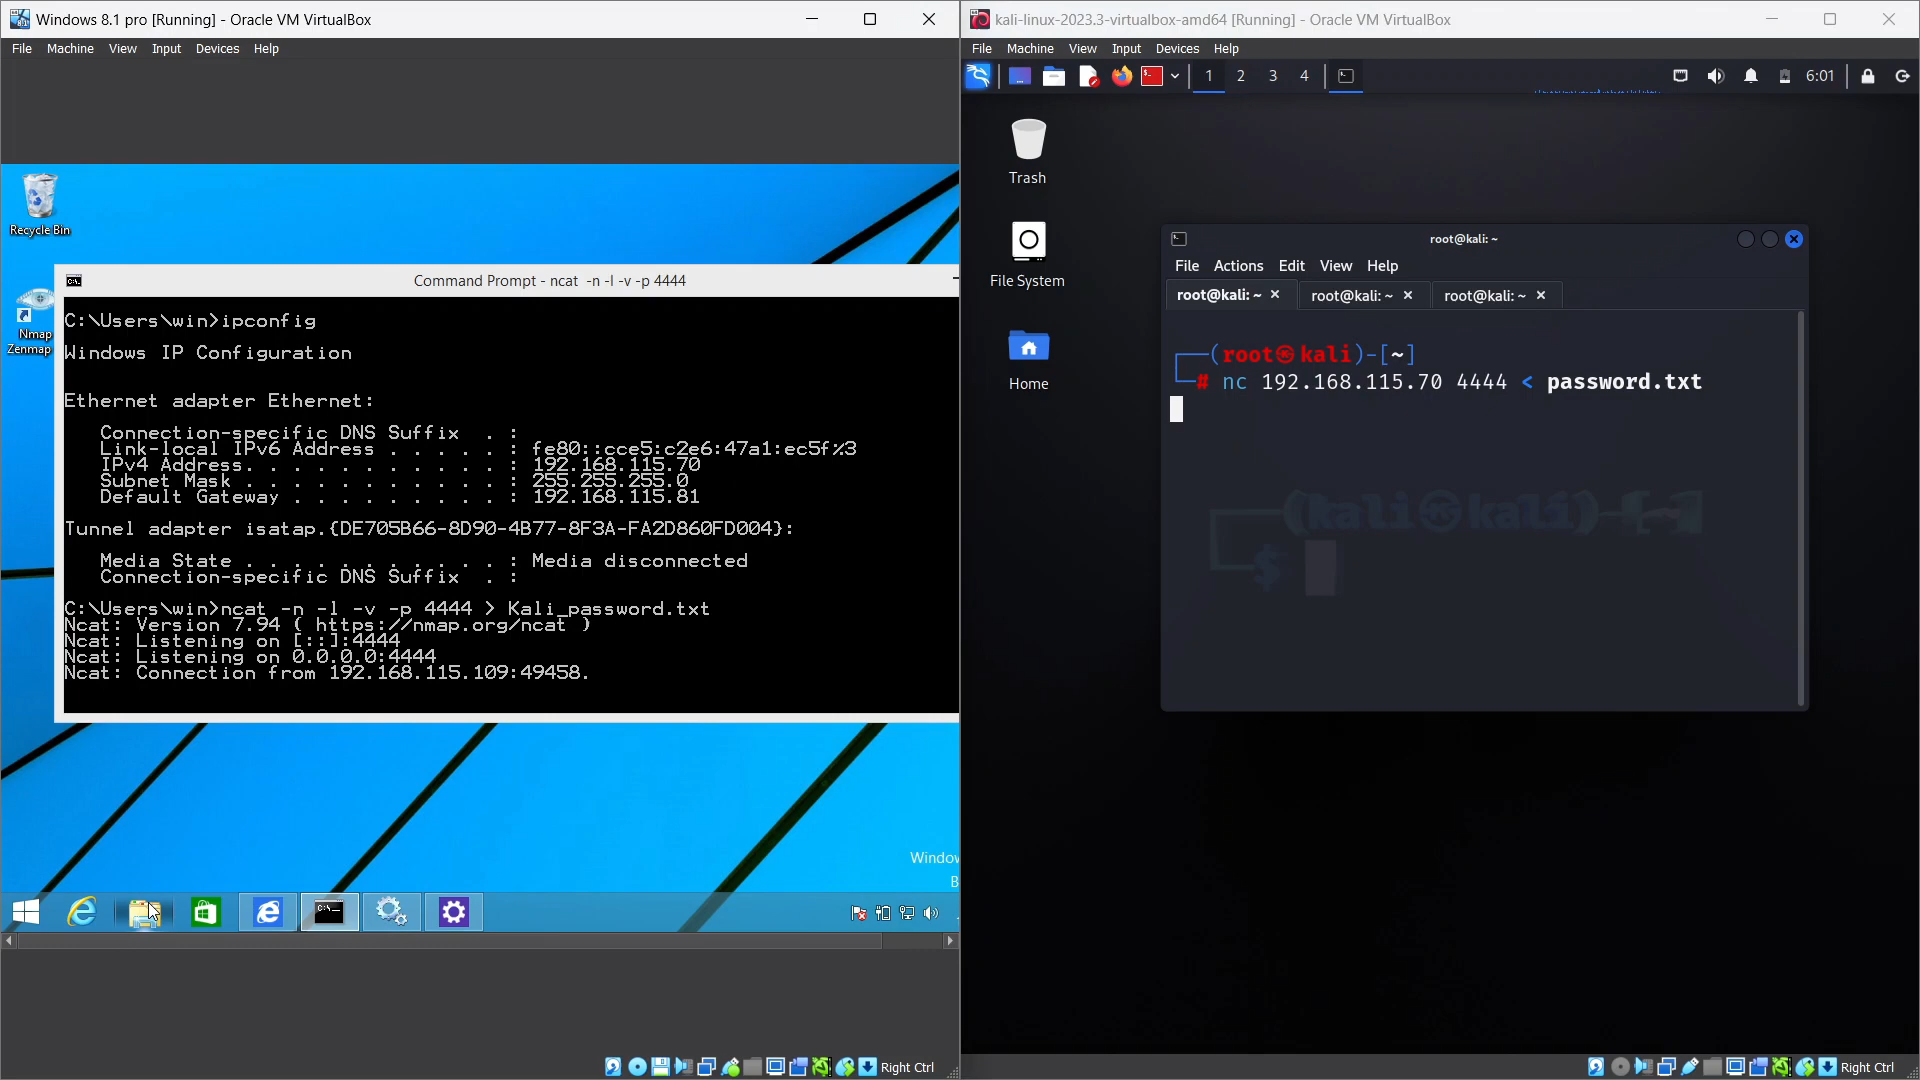 Windows 8.1 pro [Running] - Oracle VM VirtualBox
File Machine View Input Devices Help
Recycle Bin
Nmap
Zenmap
Command Prompt - ncat -n -l -v -p 4444
C:\Users\win>ipconfig
Windows IP Configuration
Ethernet adapter Ethernet:
Connection-specific DNS Suffix . :
Link-local IPv6 Address . . . . . : fe80::cce5:c2e6:47a1:ec5f%3
IPv4 Address. . . . . . . . . . . : 192.168.115.70
Subnet Mask . . . . . . . . . . . : 255.255.255.0
Default Gateway . . . . . . . . . : 192.168.115.81
Tunnel adapter isatap.{DE705B66-8D90-4B77-8F3A-FA2D860FD004}:
Media State . . . . . . . . . . . : Media disconnected
Connection-specific DNS Suffix . :
C:\Users\win>ncat -n -l -v -p 4444 > Kali_password.txt
Ncat: Version 7.94 ( https://nmap.org/ncat )
Ncat: Listening on [::]:4444
Ncat: Listening on 0.0.0.0:4444
Ncat: Connection from 192.168.115.109:49458.
Windo
B
Right Ctrl
kali-linux-2023.3-virtualbox-amd64 [Running] - Oracle VM VirtualBox
File Machine View Input Devices Help
1 2 3 4
6:01
Trash
File System
Home
root@kali: ~
File Actions Edit View Help
root@kali: ~ × root@kali: ~ × root@kali: ~ ×
┌──(root㉿kali)-[~]
└─# nc 192.168.115.70 4444 < password.txt
(kali㉿kali)-[~]
$
Right Ctrl